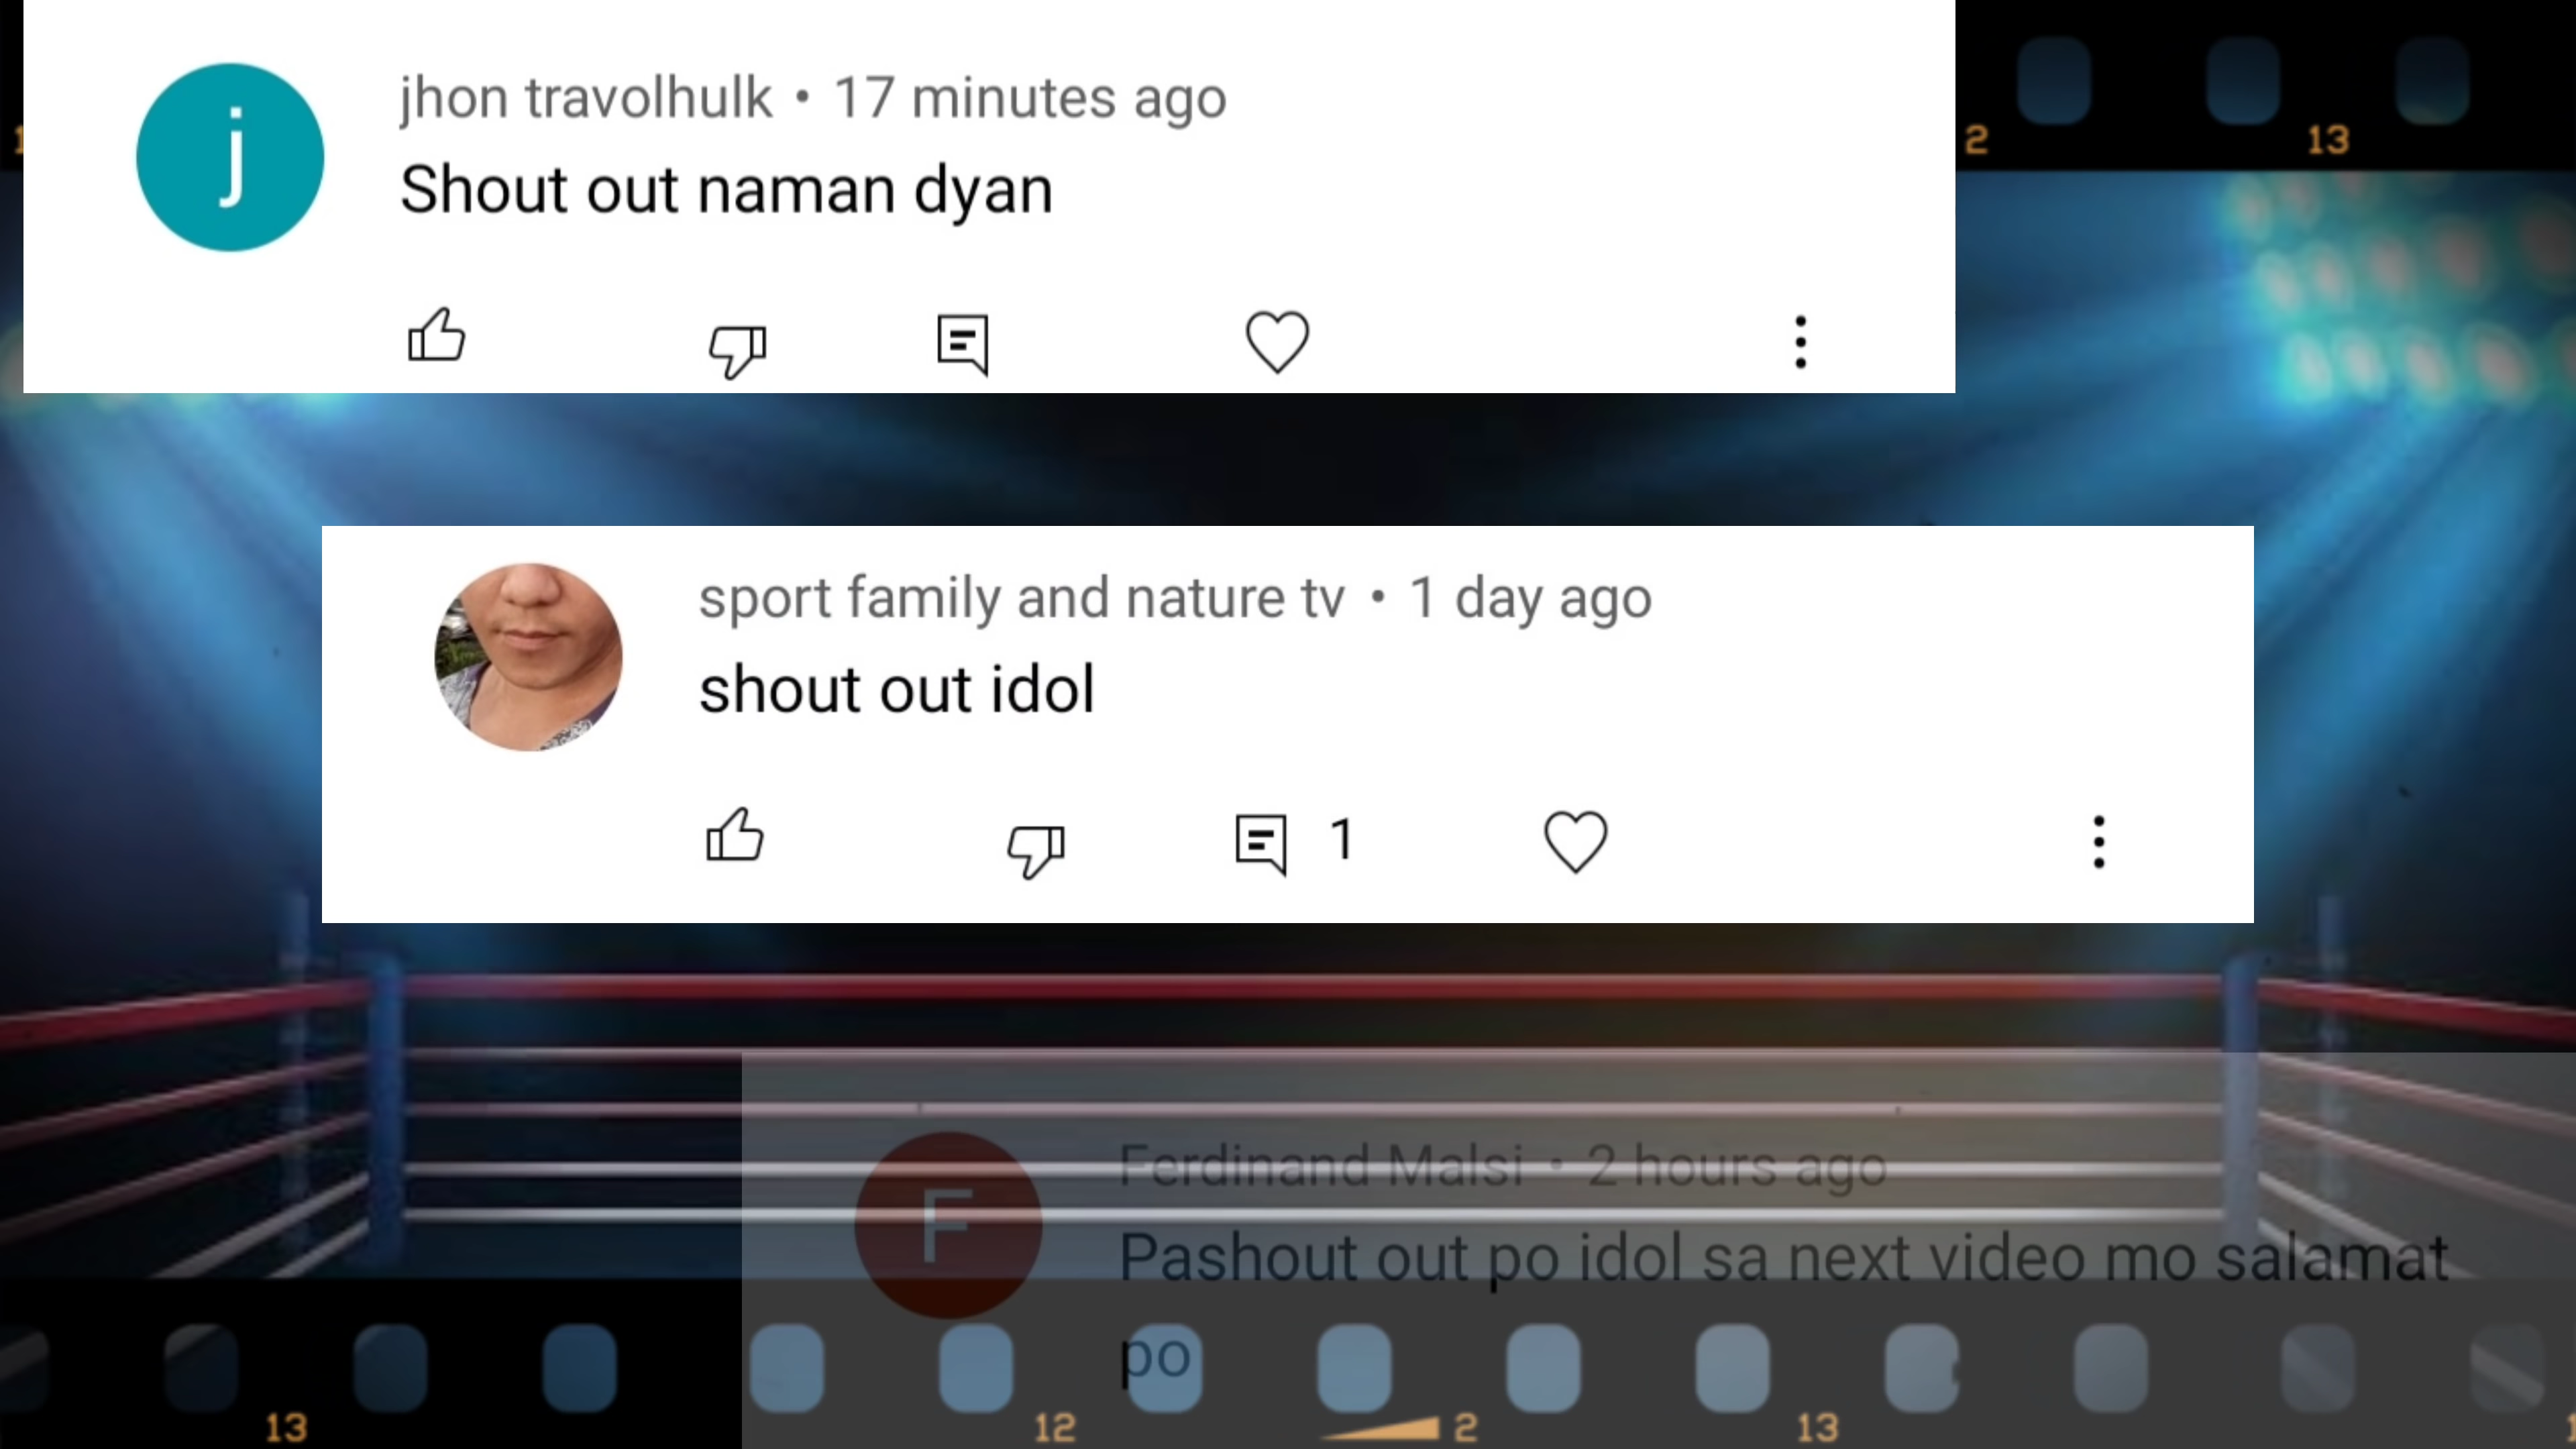 jhon travolhulk • 17 minutes ago
Shout out naman dyan
2
13
sport family and nature tv • 1 day ago
shout out idol
1
Ferdinand Malsi • 2 hours ago
F
Pashout out po idol sa next video mo salamat
po
13
12
2
13